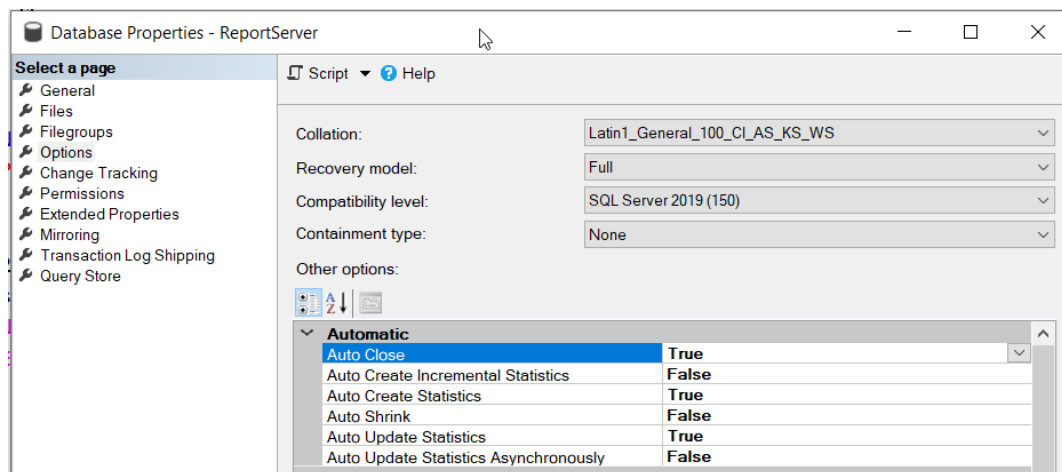 Database Properties - ReportServer
Select a page
General
Files
Filegroups
Options
Change Tracking
Permissions
Extended Properties
Mirroring
Transaction Log Shipping
Query Store
Script Help
Collation: Latin1_General_100_CI_AS_KS_WS
Recovery model: Full
Compatibility level: SQL Server 2019 (150)
Containment type: None
Other options:
Automatic
Auto Close True
Auto Create Incremental Statistics False
Auto Create Statistics True
Auto Shrink False
Auto Update Statistics True
Auto Update Statistics Asynchronously False